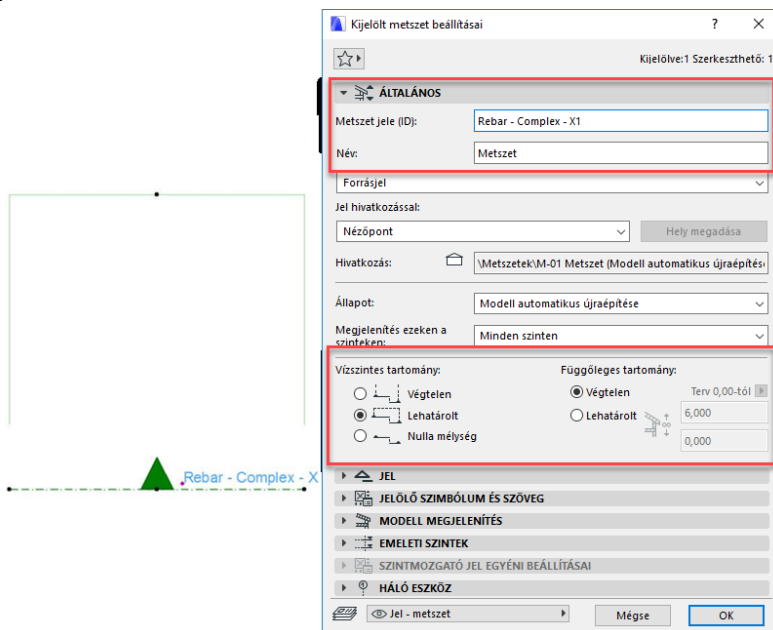 Kijelölt metszet beállításai
?
Kijelölve:1 Szerkeszthető: 1
ÁLTALÁNOS
Metszet jele (ID):
Rebar - Complex - X1
Név:
Metszet
Forrásjel
Jel hivatkozással:
Nézőpont
Hely megadása
Hivatkozás:
\Metszetek\M-01 Metszet (Modell automatikus újraépítése
Állapot:
Modell automatikus újraépítése
Megjelenítés ezeken a
szinteken:
Minden szinten
Vízszintes tartomány:
Végtelen
Lehatárolt
Nulla mélység
Függőleges tartomány:
Végtelen
Terv 0,00-tól
Lehatárolt
6,000
0,000
Rebar - Complex - X
JEL
JELÖLŐ SZIMBÓLUM ÉS SZÖVEG
MODELL MEGJELENÍTÉS
EMELETI SZINTEK
SZINTMOZGATÓ JEL EGYÉNI BEÁLLÍTÁSAI
HÁLÓ ESZKÖZ
Jel - metszet
Mégse
OK